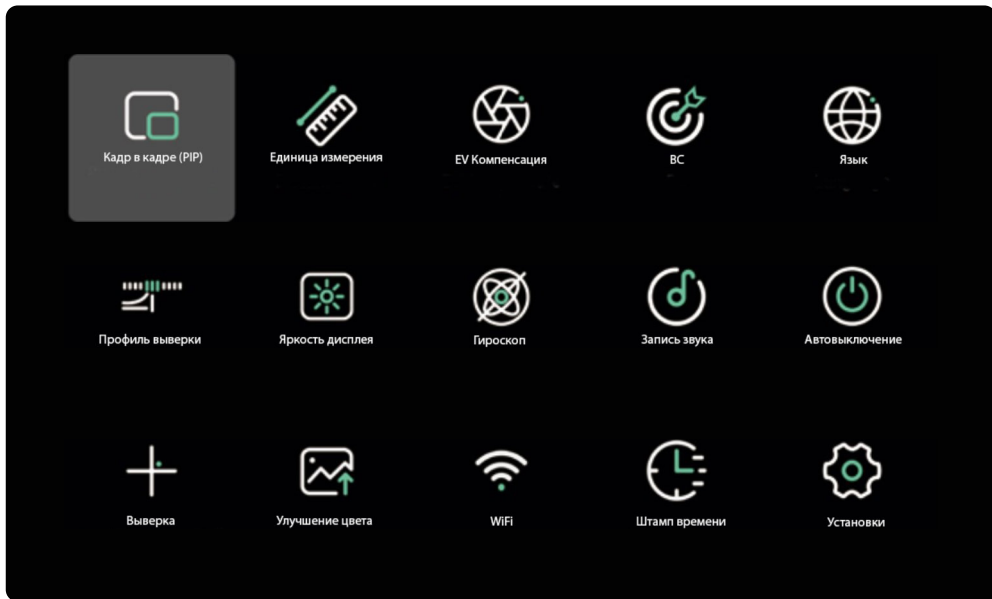 Кадр в кадре (PIP)
Единица измерения
EV Компенсация
ВС
Язык
Профиль выверки
Яркость дисплея
Гироскоп
Запись звука
Автовыключение
Выверка
Улучшение цвета
WiFi
Штамп времени
Установки